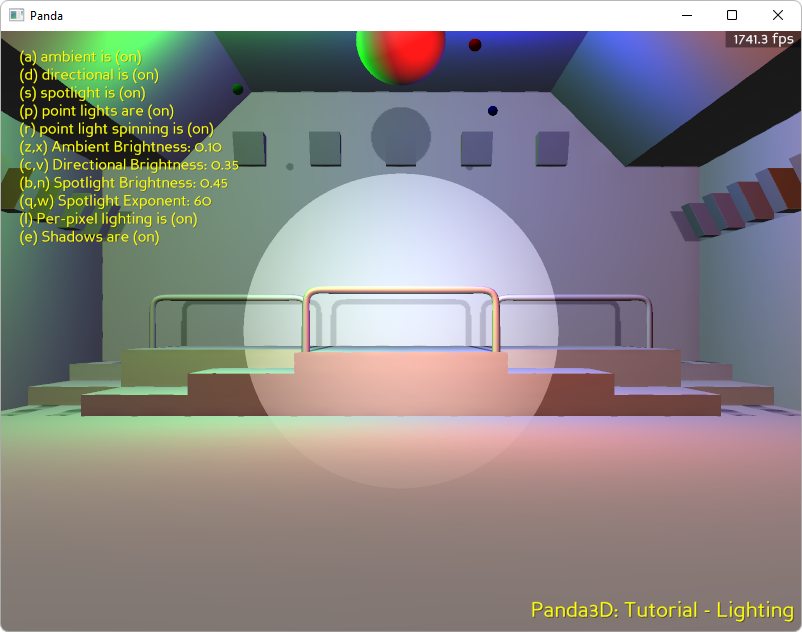 Panda
1741.3 fps
(a) ambient is (on)
(d) directional is (on)
(s) spotlight is (on)
(p) point lights are (on)
(r) point light spinning is (on)
(z,x) Ambient Brightness: 0.10
(c,v) Directional Brightness: 0.35
(b,n) Spotlight Brightness: 0.45
(q,w) Spotlight Exponent: 60
(l) Per-pixel lighting is (on)
(e) Shadows are (on)
Panda3D: Tutorial - Lighting